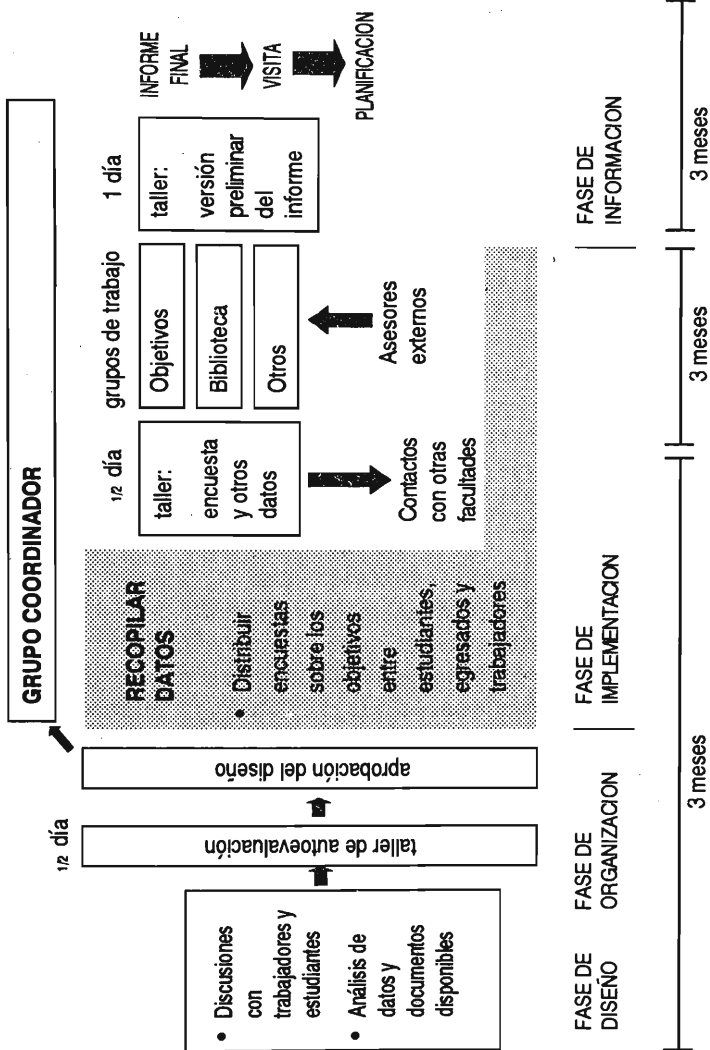 GRUPO COORDINADOR
1/2 día
• Discusiones
con
trabajadores y
estudiantes
• Análisis de
datos y
documentos
disponibles
taller de autoevaluación
aprobación del diseño
RECOPILAR
DATOS
• Distribuir
encuestas
sobre los
objetivos
entre
estudiantes,
egresados y
trabajadores
1/2 día
taller:
encuesta
y otros
datos
Contactos
con otras
facultades
grupos de trabajo
Objetivos
Biblioteca
Otros
Asesores
externos
1 día
taller:
versión
preliminar
del
informe
INFORME
FINAL
VISITA
PLANIFICACION
FASE DE
DISEÑO
FASE DE
ORGANIZACION
FASE DE
IMPLEMENTACION
FASE DE
INFORMACION
3 meses
3 meses
3 meses